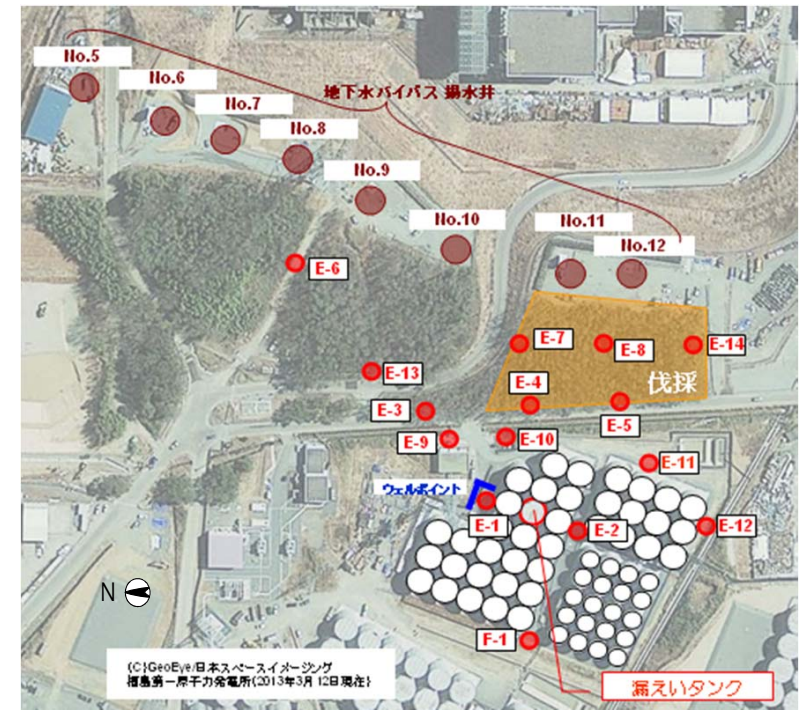 No.5
No.6
No.7
地下水バイパス 揚水井
No.8
No.9
No.10
No.11
No.12
E-6
E-7
E-8
E-14
E-13
伐採
E-4
E-3
E-5
E-9
E-10
E-11
ウェルポイント
E-1
E-2
E-12
N
F-1
(C)GeoEye/日本スペースイメージング
福島第一原子力発電所(2013年3月12日現在)
漏えいタンク